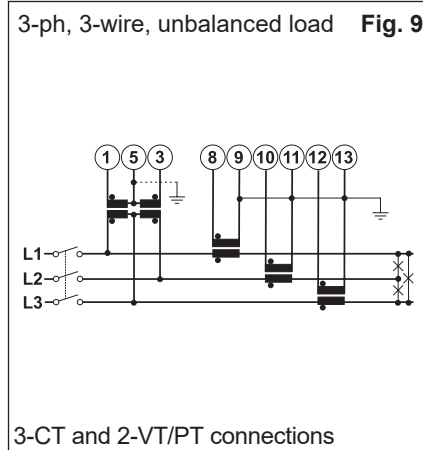 3-ph, 3-wire, unbalanced load Fig. 9
1 5 3 8 9 10 11 12 13
L1
L2
L3
3-CT and 2-VT/PT connections